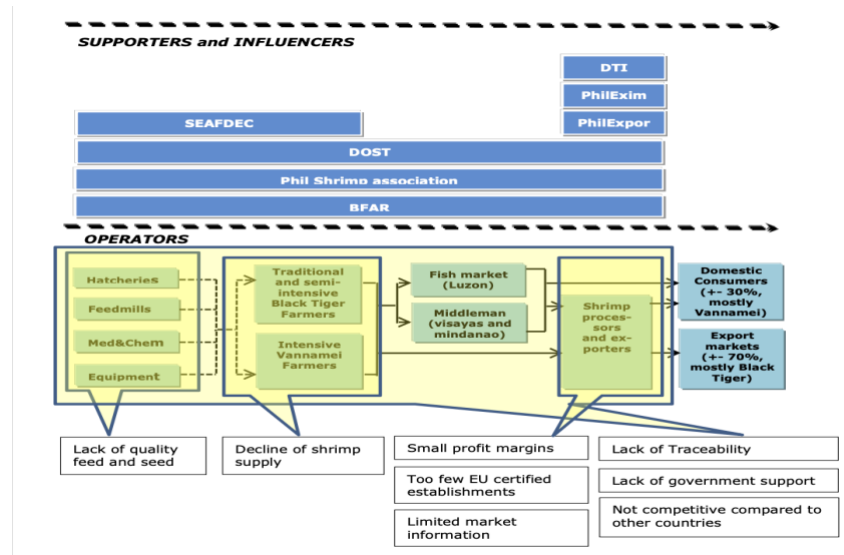 SUPPORTERS and INFLUENCERS
DTI
PhilExim
PhilExpor
SEAFDEC
DOST
Phil Shrimp association
BFAR
OPERATORS
Hatcheries
Feedmills
Med&Chem
Equipment
Traditional
and semi-
intensive
Black Tiger
Farmers
Intensive
Vannamei
Farmers
Fish market
(Luzon)
Middleman
(visayas and
mindanao)
Shrimp
proces-
sors
and ex-
porters
Domestic
Consumers
(+- 30%,
mostly
Vannamei)
Export
markets
(+- 70%,
mostly Black
Tiger)
Lack of quality
feed and seed
Decline of shrimp
supply
Small profit margins
Too few EU certified
establishments
Limited market
information
Lack of Traceability
Lack of government support
Not competitive compared to
other countries